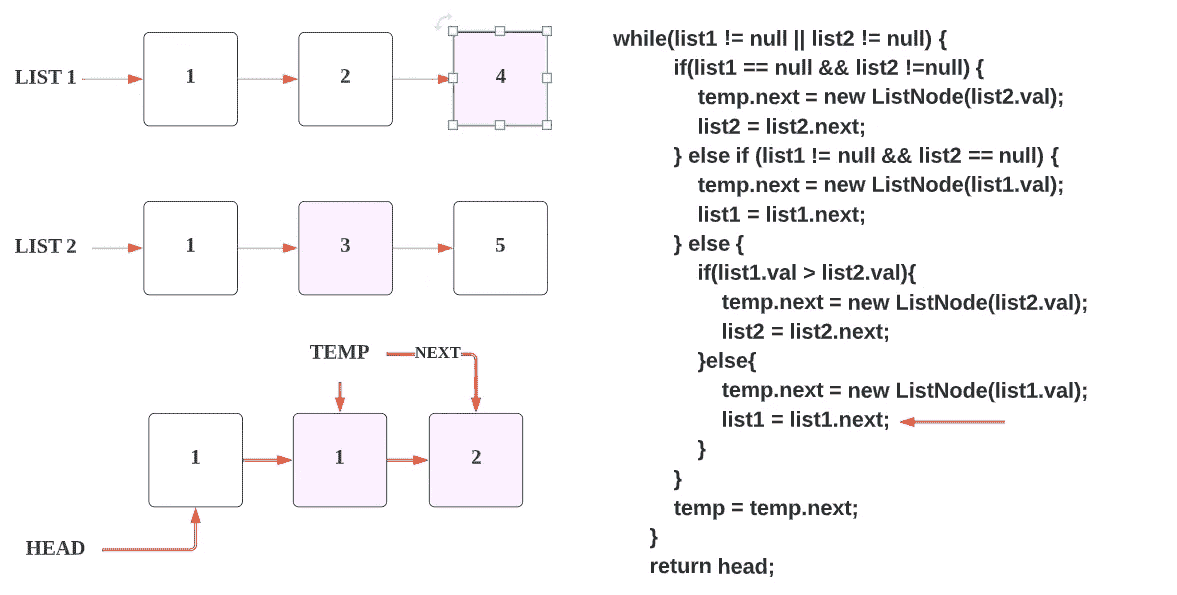 LIST 1
1
2
4
LIST 2
1
3
5
TEMP
NEXT
1
1
2
HEAD
while(list1 != null || list2 != null) {
if(list1 == null && list2 !=null) {
temp.next = new ListNode(list2.val);
list2 = list2.next;
} else if (list1 != null && list2 == null) {
temp.next = new ListNode(list1.val);
list1 = list1.next;
} else {
if(list1.val > list2.val){
temp.next = new ListNode(list2.val);
list2 = list2.next;
}else{
temp.next = new ListNode(list1.val);
list1 = list1.next;
}
}
temp = temp.next;
}
return head;